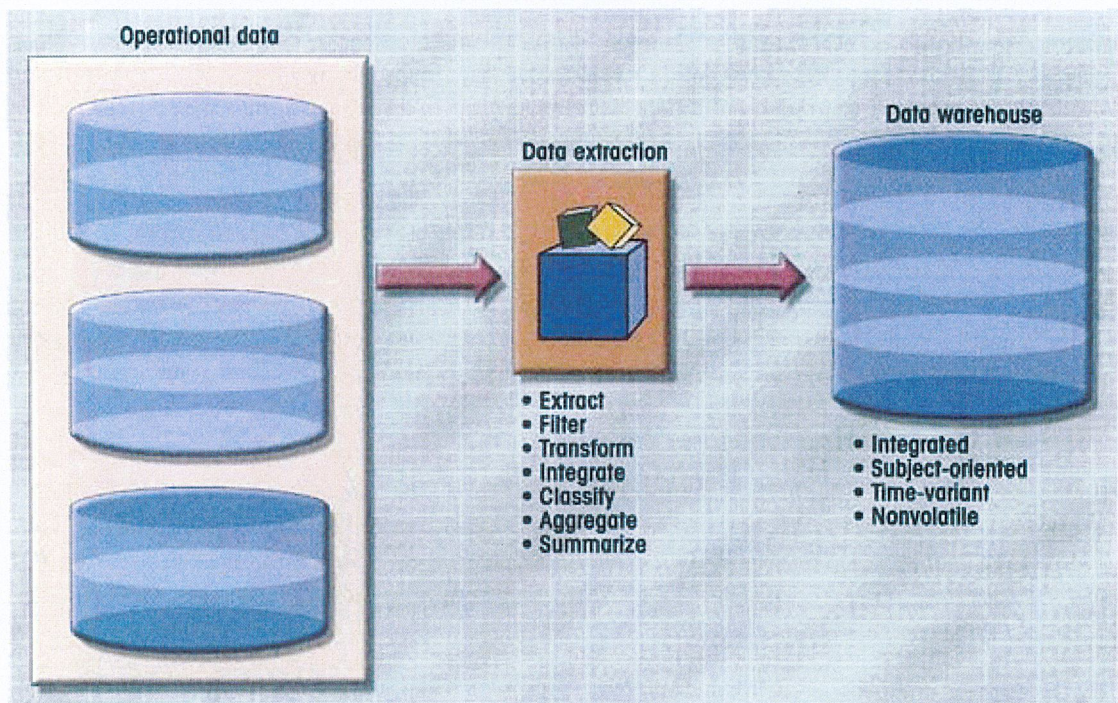 Operational data
Data extraction
• Extract
• Filter
• Transform
• Integrate
• Classify
• Aggregate
• Summarize
Data warehouse
• Integrated
• Subject-oriented
• Time-variant
• Nonvolatile